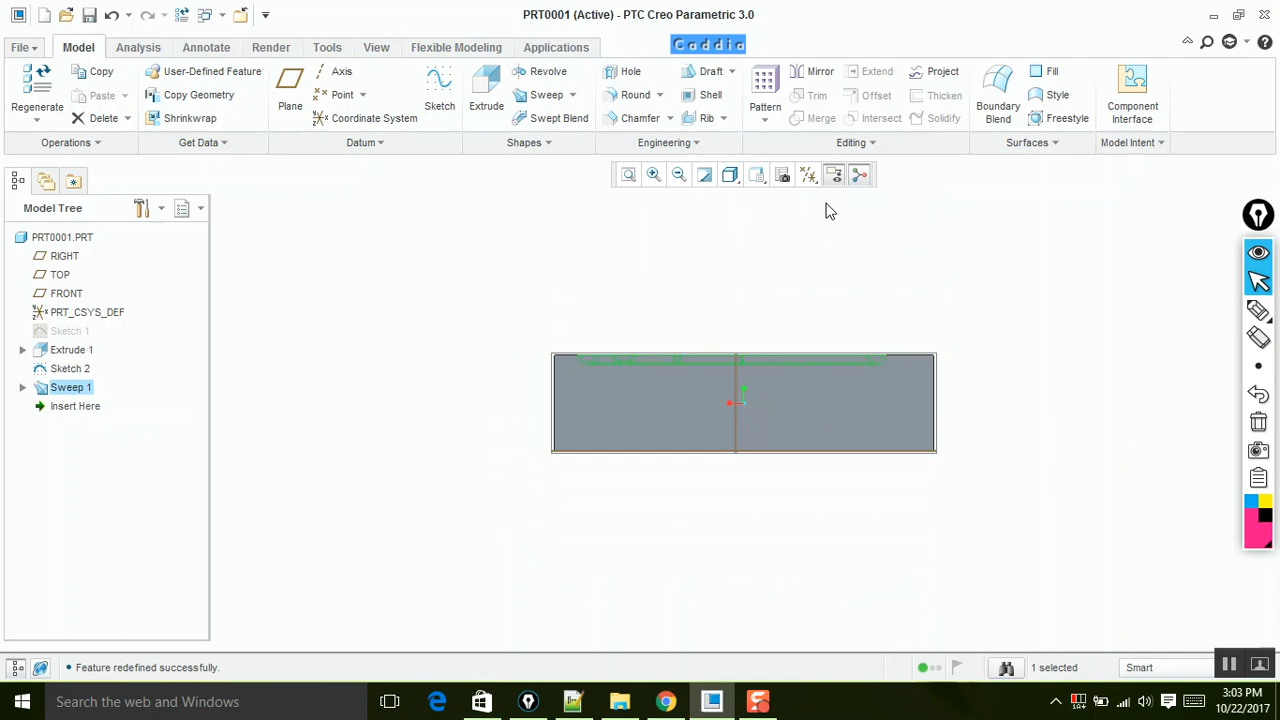 PRT0001 (Active) - PTC Creo Parametric 3.0
File Model Analysis Annotate Render Tools View Flexible Modeling Applications Caddia
Regenerate Copy Paste Delete Operations
User-Defined Feature Copy Geometry Shrinkwrap Get Data
Plane Axis Point Coordinate System Sketch Datum
Extrude Revolve Sweep Swept Blend Shapes
Hole Round Chamfer Draft Shell Rib Engineering
Pattern Mirror Trim Merge Extend Offset Intersect Project Thicken Solidify Editing
Boundary Blend Fill Style Freestyle Surfaces
Component Interface Model Intent
Model Tree
PRT0001.PRT
RIGHT
TOP
FRONT
PRT_CSYS_DEF
Sketch 1
Extrude 1
Sketch 2
Sweep 1
Insert Here
Feature redefined successfully.
1 selected
Smart
Search the web and Windows
3:03 PM
10/22/2017